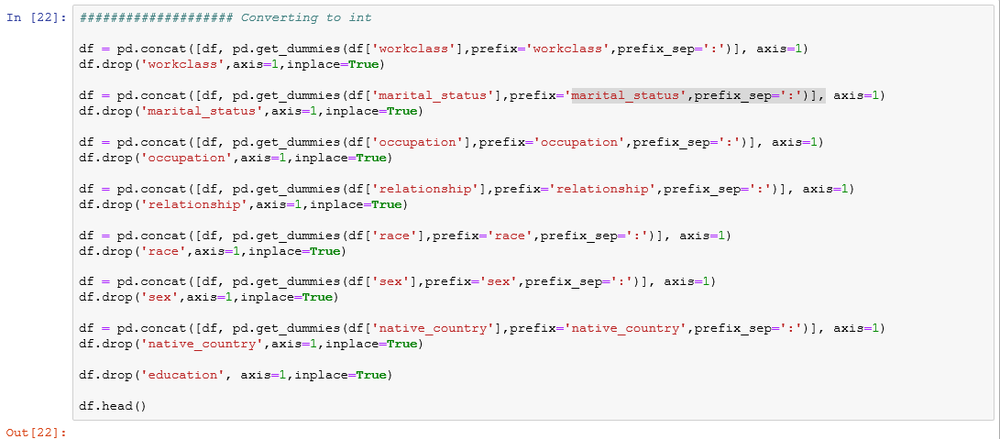 In [22]: #################### Converting to int
df = pd.concat([df, pd.get_dummies(df['workclass'],prefix='workclass',prefix_sep=':')], axis=1)
df.drop('workclass',axis=1,inplace=True)
df = pd.concat([df, pd.get_dummies(df['marital_status'],prefix='marital_status',prefix_sep=':')], axis=1)
df.drop('marital_status',axis=1,inplace=True)
df = pd.concat([df, pd.get_dummies(df['occupation'],prefix='occupation',prefix_sep=':')], axis=1)
df.drop('occupation',axis=1,inplace=True)
df = pd.concat([df, pd.get_dummies(df['relationship'],prefix='relationship',prefix_sep=':')], axis=1)
df.drop('relationship',axis=1,inplace=True)
df = pd.concat([df, pd.get_dummies(df['race'],prefix='race',prefix_sep=':')], axis=1)
df.drop('race',axis=1,inplace=True)
df = pd.concat([df, pd.get_dummies(df['sex'],prefix='sex',prefix_sep=':')], axis=1)
df.drop('sex',axis=1,inplace=True)
df = pd.concat([df, pd.get_dummies(df['native_country'],prefix='native_country',prefix_sep=':')], axis=1)
df.drop('native_country',axis=1,inplace=True)
df.drop('education', axis=1,inplace=True)
df.head()
Out[22]: